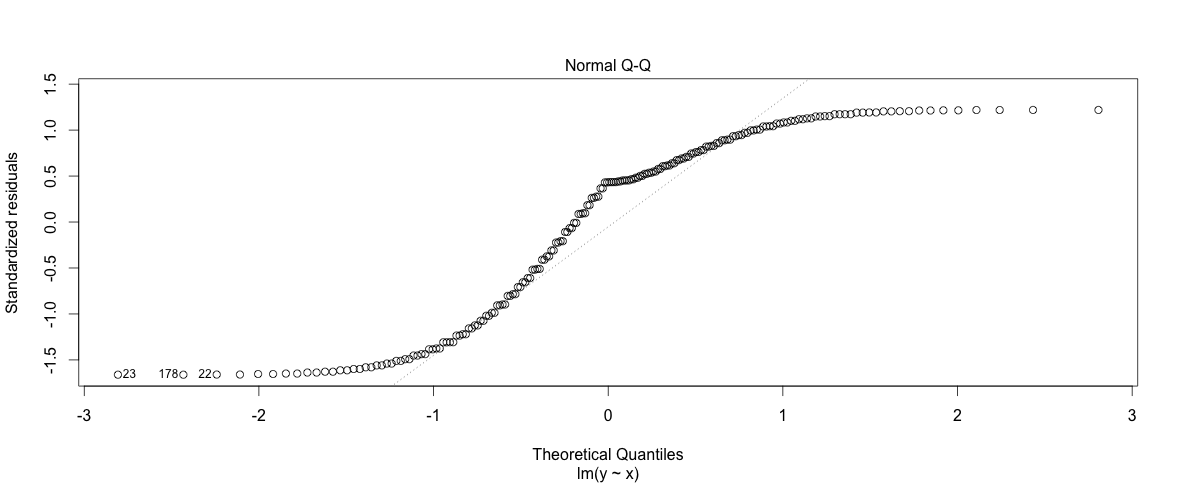 Normal Q-Q
Standardized residuals
1.5
1.0
0.5
0.0
-0.5
-1.0
-1.5
23 178 22
-3 -2 -1 0 1 2 3
Theoretical Quantiles
lm(y ~ x)